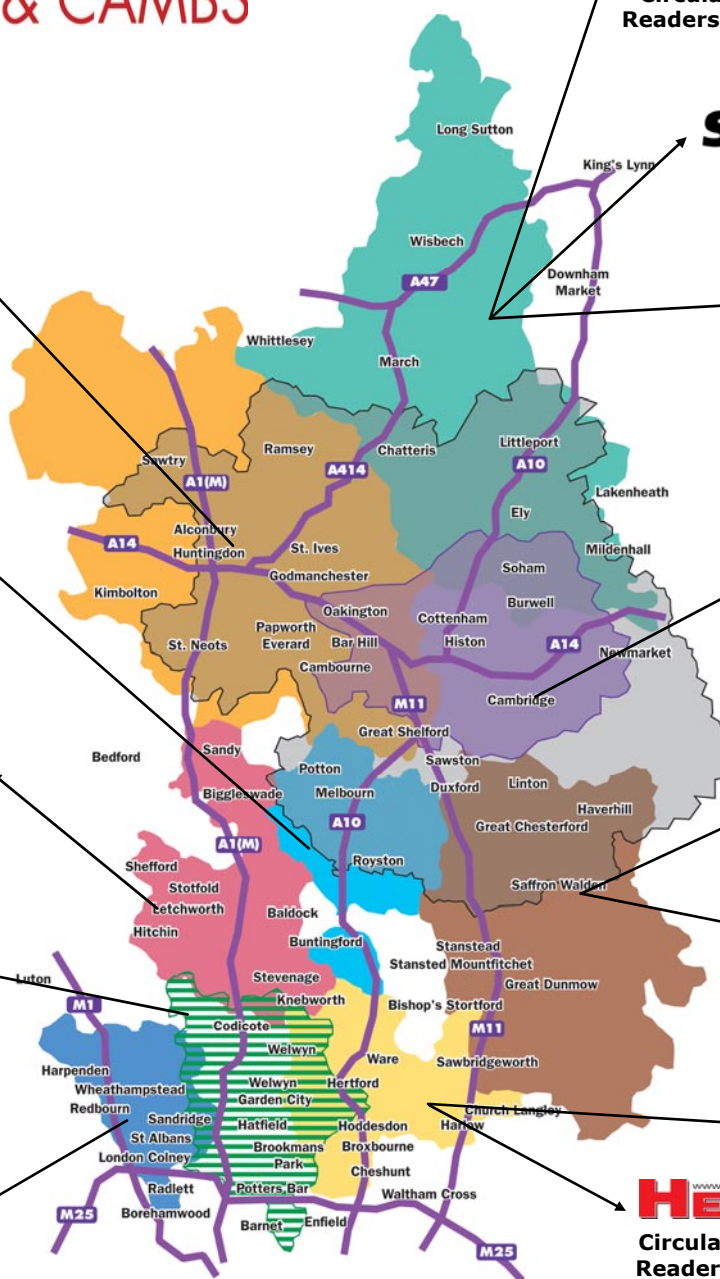 & CAMBS
Circula
Readers
S
Long Sutton
King's Lynn
Wisbech
A47
Downham
Market
Whittlesey
March
Ramsey
Chatteris
Littleport
Sawtry
A414
A10
A1(M)
Lakenheath
Ely
Alconbury
A14
Huntingdon
St. Ives
Mildenhall
Soham
Godmanchester
Kimbolton
Burwell
Oakington
Cottenham
Papworth
Everard
Bar Hill
Histon
A14
St. Neots
Newmarket
Cambourne
M11
Cambridge
Great Shelford
Sandy
Bedford
Sawston
Potton
Duxford
Linton
Biggleswade
Melbourn
Haverhill
A10
Great Chesterford
A1(M)
Royston
Shefford
Saffron Walden
Stotfold
Letchworth
Baldock
Hitchin
Buntingford
Stanstead
Stansted Mountfitchet
Luton
Stevenage
Great Dunmow
M1
Knebworth
Bishop's Stortford
Codicote
M11
Welwyn
Ware
Sawbridgeworth
Harpenden
Wheathampstead
Welwyn
Garden City
Hertford
Redbourn
Sandridge
Church Langley
Hatfield
Hoddesdon
Harlow
St Albans
Brookmans
Park
Broxbourne
London Colney
Cheshunt
Radlett
Potters Bar
Waltham Cross
M25
Borehamwood
Barnet
Enfield
M25
HE
Circula
Reader